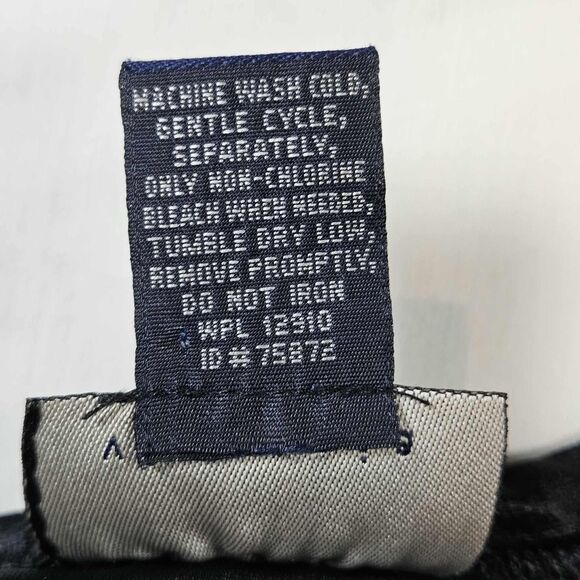 MACHINE WASH COLD,
GENTLE CYCLE,
SEPARATELY,
ONLY NON-CHLORINE
BLEACH WHEN NEEDED,
TUMBLE DRY LOW,
REMOVE PROMPTLY,
DO NOT IRON
WPL 12910
ID # 75872